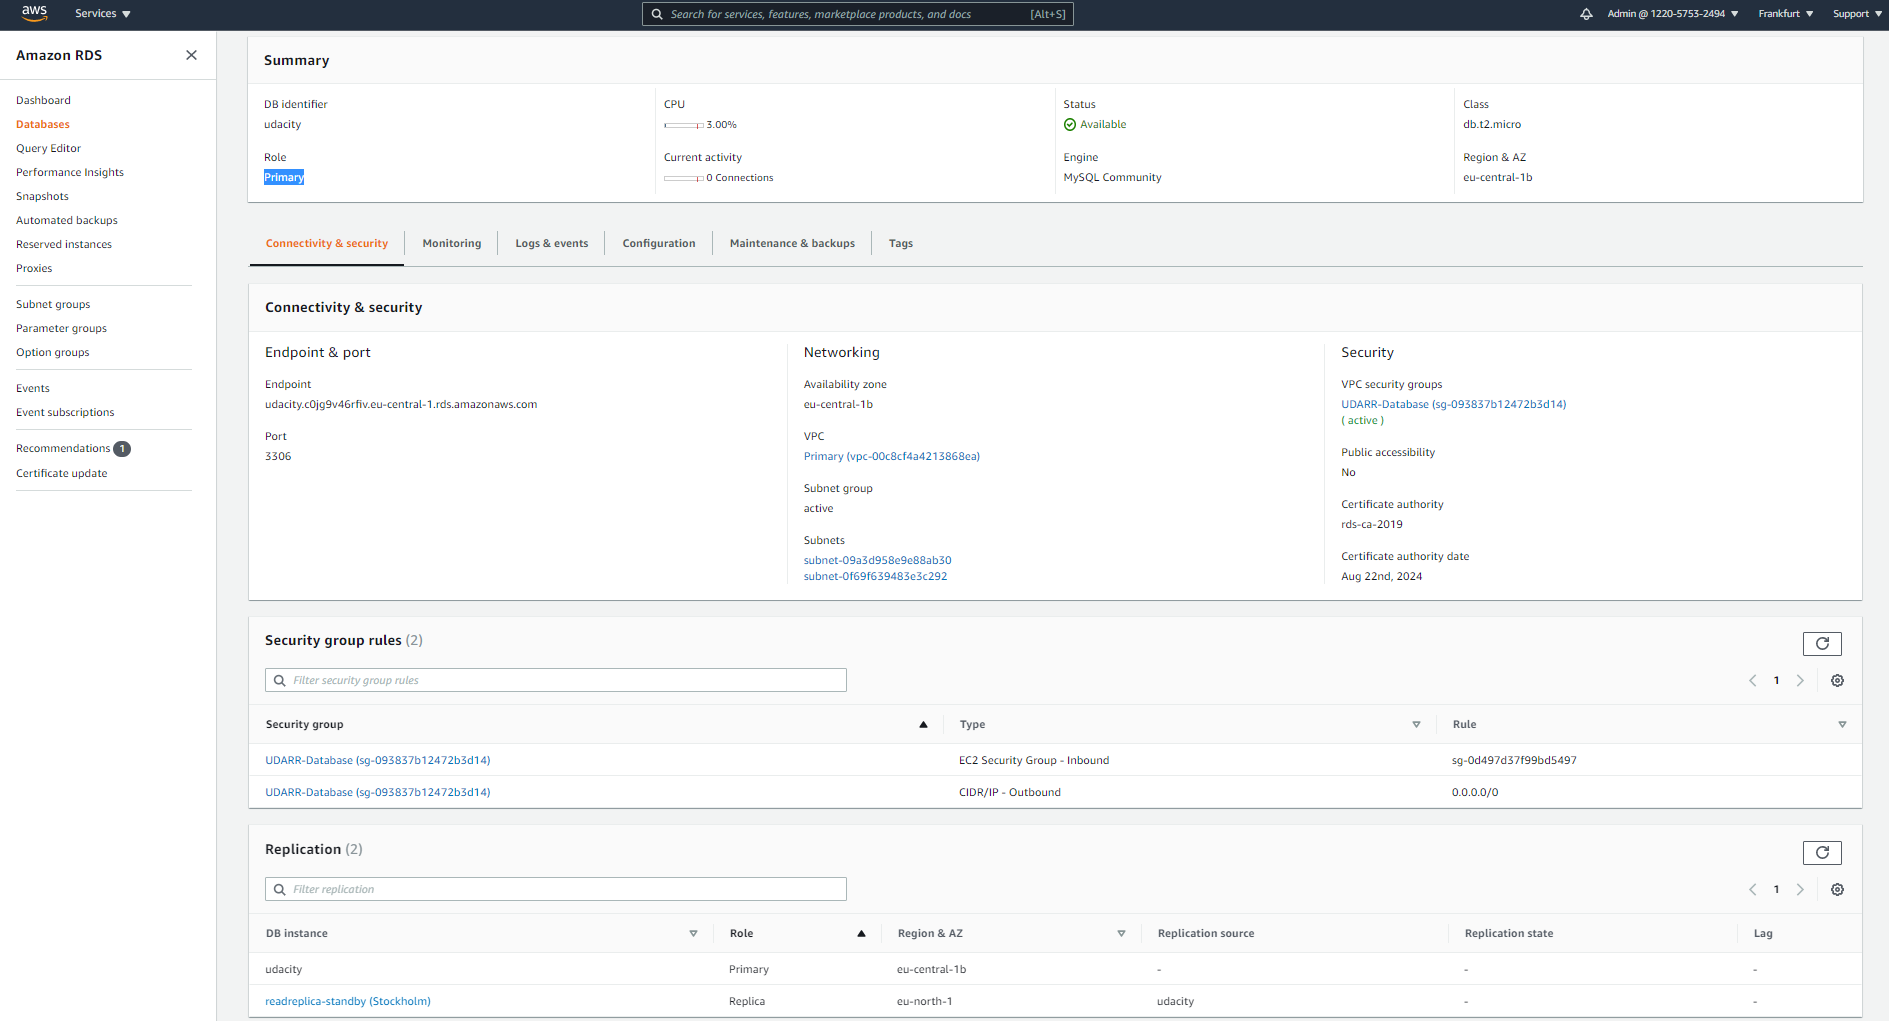 aws Services ▼ Search for services, features, marketplace products, and docs [Alt+S] Admin @ 1220-5753-2494 ▼ Frankfurt ▼ Support ▼
Amazon RDS
Dashboard
Databases
Query Editor
Performance Insights
Snapshots
Automated backups
Reserved instances
Proxies
Subnet groups
Parameter groups
Option groups
Events
Event subscriptions
Recommendations 1
Certificate update
Summary
DB identifier
udacity
Role
Primary
CPU
3.00%
Current activity
0 Connections
Status
Available
Engine
MySQL Community
Class
db.t2.micro
Region & AZ
eu-central-1b
Connectivity & security Monitoring Logs & events Configuration Maintenance & backups Tags
Connectivity & security
Endpoint & port
Endpoint
udacity.c0jg9v46rfiv.eu-central-1.rds.amazonaws.com
Port
3306
Networking
Availability zone
eu-central-1b
VPC
Primary (vpc-00c8cf4a4213868ea)
Subnet group
active
Subnets
subnet-09a3d958e9e88ab30
subnet-0f69f639483e3c292
Security
VPC security groups
UDARR-Database (sg-093837b12472b3d14)
( active )
Public accessibility
No
Certificate authority
rds-ca-2019
Certificate authority date
Aug 22nd, 2024
Security group rules (2)
Filter security group rules
1
Security group Type Rule
UDARR-Database (sg-093837b12472b3d14) EC2 Security Group - Inbound sg-0d497d37f99bd5497
UDARR-Database (sg-093837b12472b3d14) CIDR/IP - Outbound 0.0.0.0/0
Replication (2)
Filter replication
1
DB instance Role Region & AZ Replication source Replication state Lag
udacity Primary eu-central-1b - - -
readreplica-standby (Stockholm) Replica eu-north-1 udacity - -